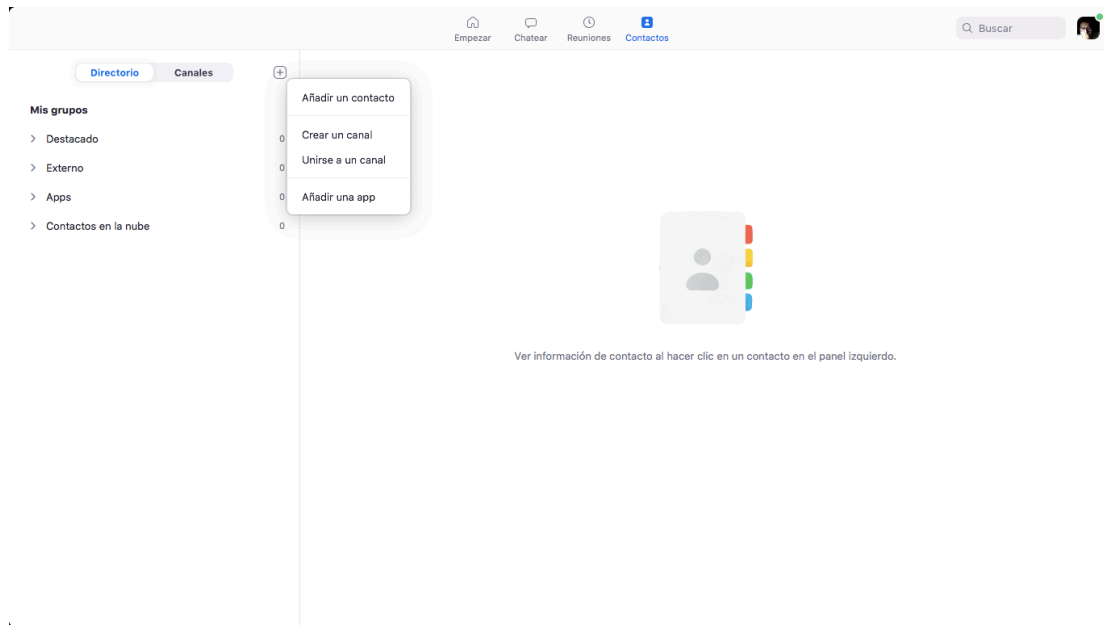 Empezar
Chatear
Reuniones
Contactos
Buscar
Directorio
Canales
Mis grupos
Destacado 0
Externo 0
Apps 0
Contactos en la nube 0
Añadir un contacto
Crear un canal
Unirse a un canal
Añadir una app
Ver información de contacto al hacer clic en un contacto en el panel izquierdo.